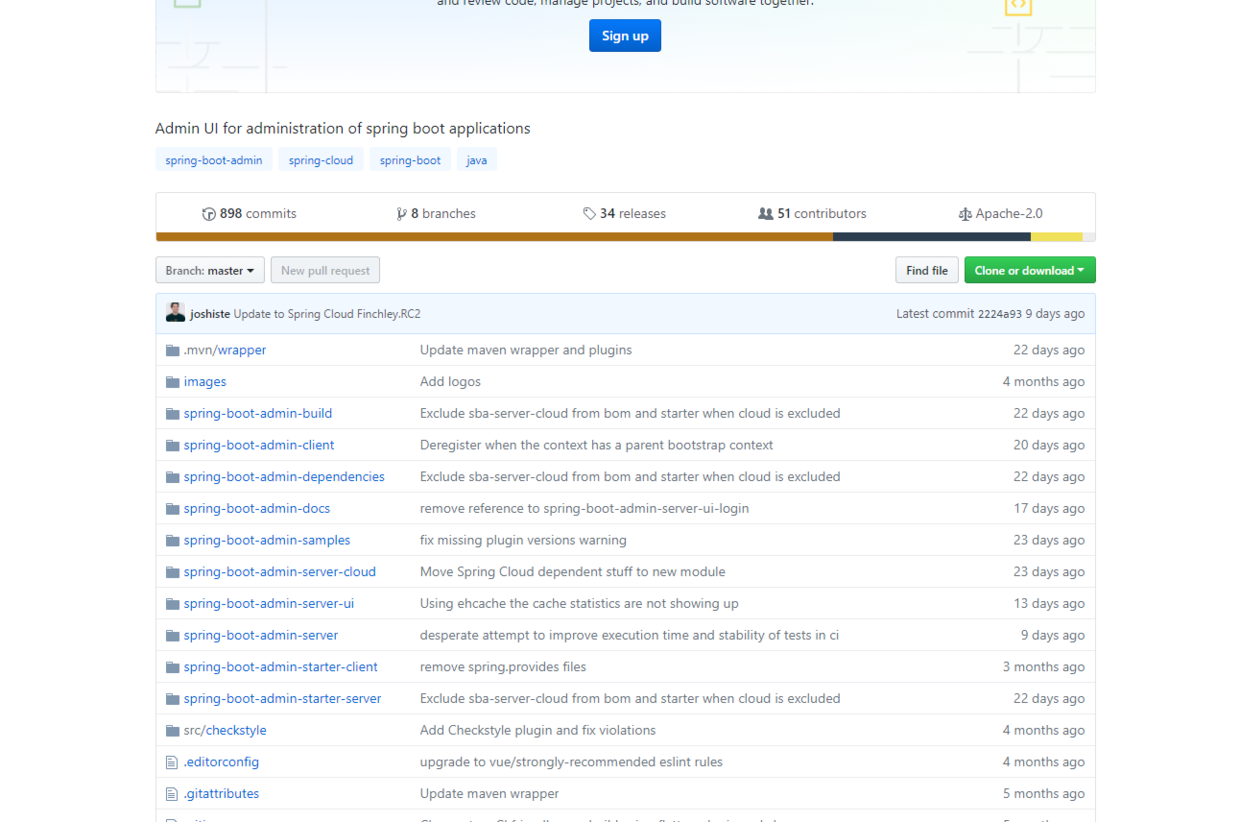 and review code, manage projects, and build software together.
Sign up
Admin UI for administration of spring boot applications
spring-boot-admin spring-cloud spring-boot java
898 commits 8 branches 34 releases 51 contributors Apache-2.0
Branch: master New pull request Find file Clone or download
joshiste Update to Spring Cloud Finchley.RC2 Latest commit 2224a93 9 days ago
.mvn/wrapper Update maven wrapper and plugins 22 days ago
images Add logos 4 months ago
spring-boot-admin-build Exclude sba-server-cloud from bom and starter when cloud is excluded 22 days ago
spring-boot-admin-client Deregister when the context has a parent bootstrap context 20 days ago
spring-boot-admin-dependencies Exclude sba-server-cloud from bom and starter when cloud is excluded 22 days ago
spring-boot-admin-docs remove reference to spring-boot-admin-server-ui-login 17 days ago
spring-boot-admin-samples fix missing plugin versions warning 23 days ago
spring-boot-admin-server-cloud Move Spring Cloud dependent stuff to new module 23 days ago
spring-boot-admin-server-ui Using ehcache the cache statistics are not showing up 13 days ago
spring-boot-admin-server desperate attempt to improve execution time and stability of tests in ci 9 days ago
spring-boot-admin-starter-client remove spring.provides files 3 months ago
spring-boot-admin-starter-server Exclude sba-server-cloud from bom and starter when cloud is excluded 22 days ago
src/checkstyle Add Checkstyle plugin and fix violations 4 months ago
.editorconfig upgrade to vue/strongly-recommended eslint rules 4 months ago
.gitattributes Update maven wrapper 5 months ago